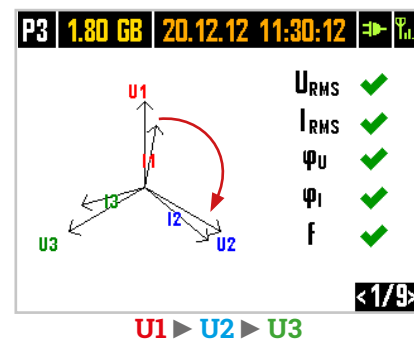 P3 1.80 GB 20.12.12 11:30:12
U1
I1
I3
I2
U3
U2
URMS ✔
IRMS ✔
φU ✔
φI ✔
f ✔
<1/9>
U1 ▶ U2 ▶ U3